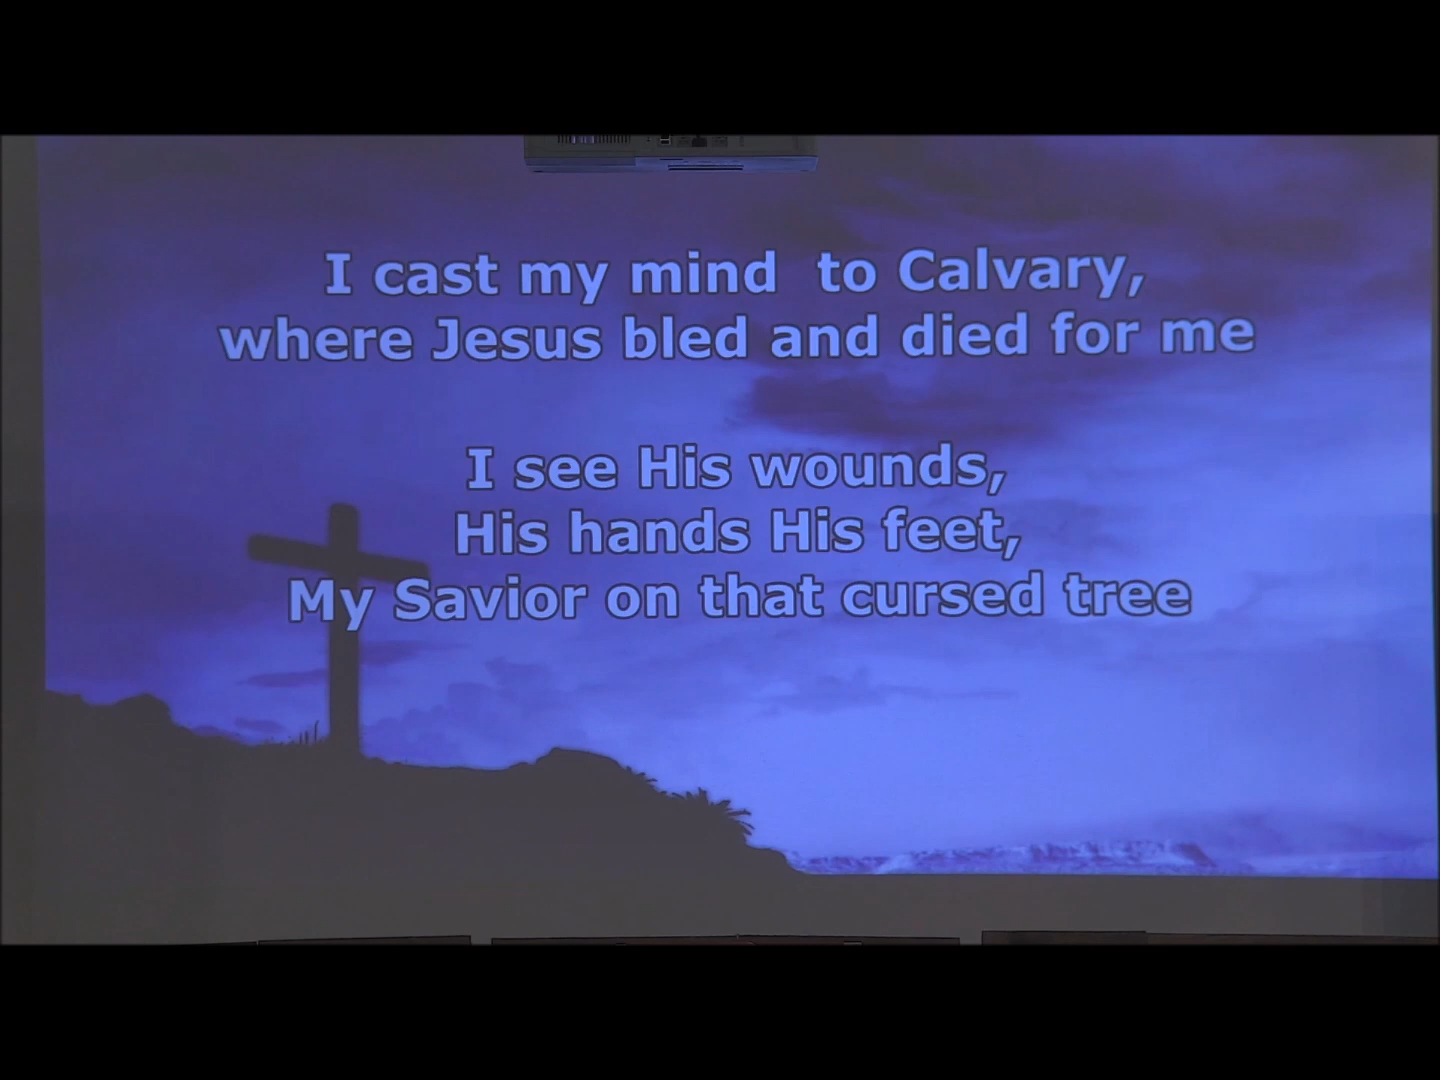 I cast my mind  to Calvary,
where Jesus bled and died for me
I see His wounds,
His hands His feet,
My Savior on that cursed tree